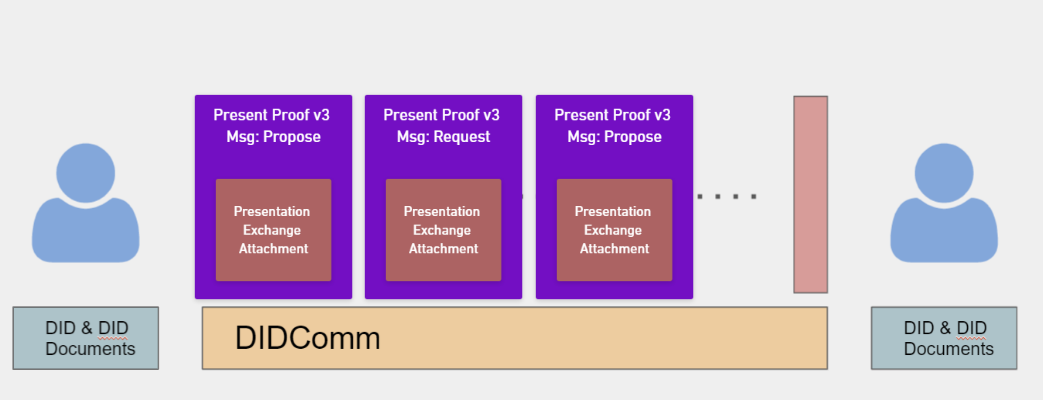 Present Proof v3
Msg: Propose
Presentation
Exchange
Attachment
Present Proof v3
Msg: Request
Presentation
Exchange
Attachment
Present Proof v3
Msg: Propose
Presentation
Exchange
Attachment
DID & DID
Documents
DIDComm
DID & DID
Documents